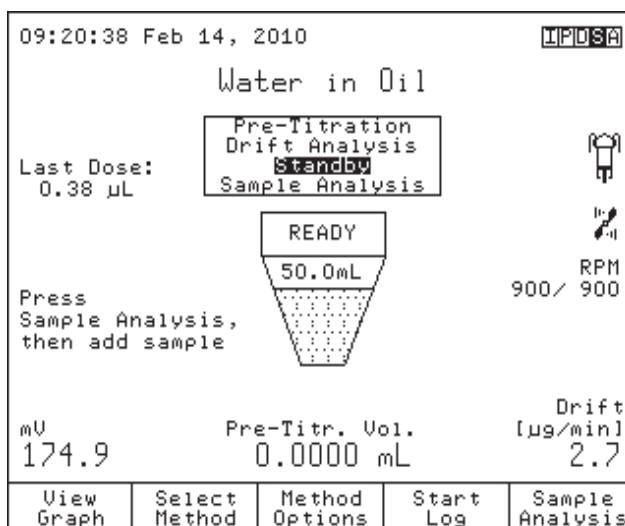 09:20:38 Feb 14, 2010 IPDSA
Water in Oil
Pre-Titration
Drift Analysis
Standby
Sample Analysis
Last Dose:
0.38 µL
READY
50.0mL
RPM
900/ 900
Press
Sample Analysis,
then add sample
mV
174.9
Pre-Titr. Vol.
0.0000 mL
Drift
[µg/min]
2.7
View Graph
Select Method
Method Options
Start Log
Sample Analysis